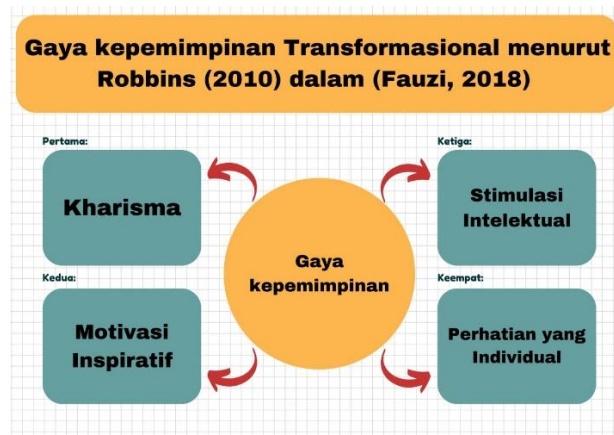 Gaya kepemimpinan Transformasional menurut
Robbins (2010) dalam (Fauzi, 2018)
Pertama:
Kharisma
Kedua:
Motivasi
Inspiratif
Gaya
kepemimpinan
Ketiga:
Stimulasi
Intelektual
Keempat:
Perhatian yang
Individual